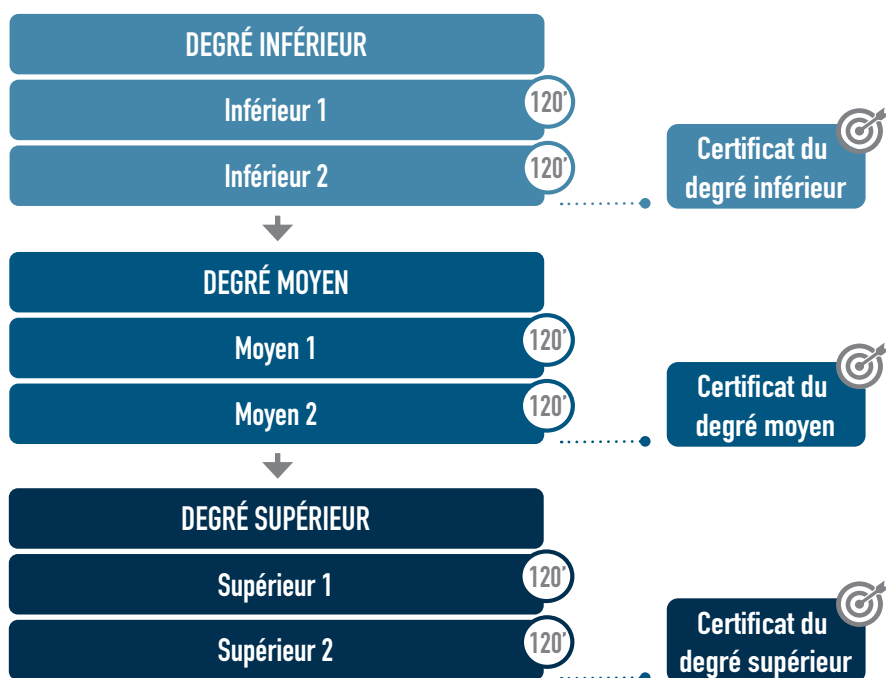 DEGRÉ INFÉRIEUR
Inférieur 1
120’
Inférieur 2
120’
Certificat du
degré inférieur
DEGRÉ MOYEN
Moyen 1
120’
Moyen 2
120’
Certificat du
degré moyen
DEGRÉ SUPÉRIEUR
Supérieur 1
120’
Supérieur 2
120’
Certificat du
degré supérieur